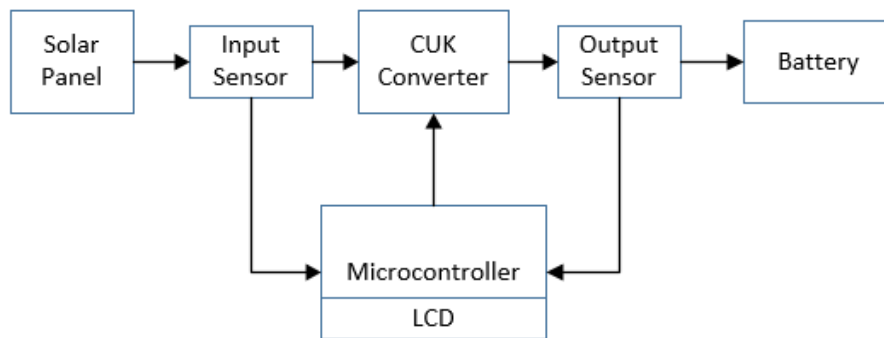 Solar
Panel
Input
Sensor
CUK
Converter
Output
Sensor
Battery
Microcontroller
LCD